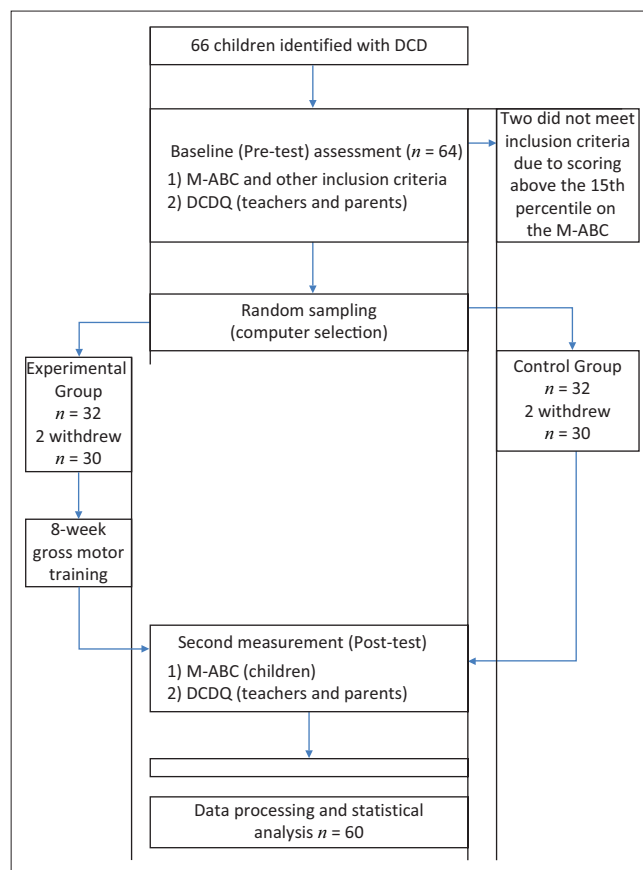 66 children identified with DCD
Baseline (Pre-test) assessment (n = 64)
1) M-ABC and other inclusion criteria
2) DCDQ (teachers and parents)
Two did not meet
inclusion criteria
due to scoring
above the 15th
percentile on
the M-ABC
Random sampling
(computer selection)
Experimental
Group
n = 32
2 withdrew
n = 30
Control Group
n = 32
2 withdrew
n = 30
8-week
gross motor
training
Second measurement (Post-test)
1) M-ABC (children)
2) DCDQ (teachers and parents)
Data processing and statistical
analysis n = 60